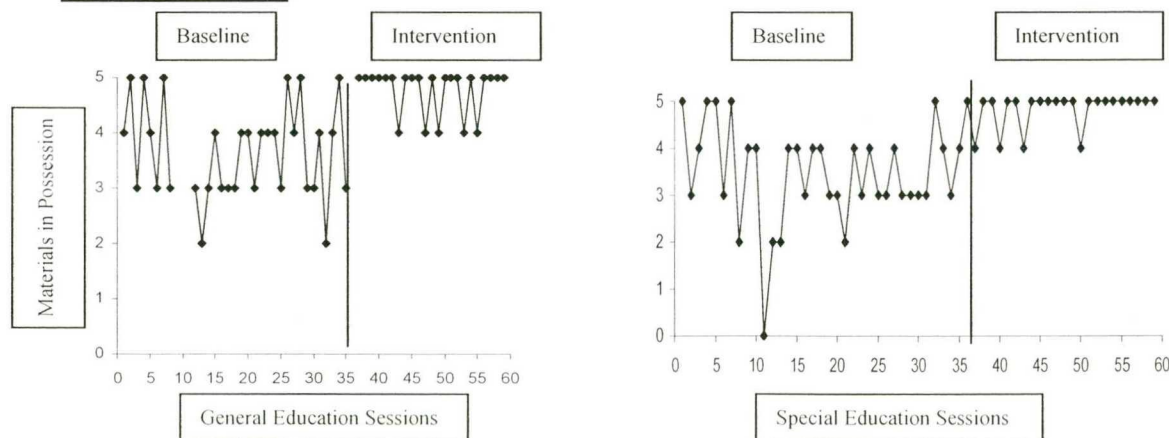 Baseline
Intervention
Baseline
Intervention
Materials in Possession
5
4
3
2
1
0
0 5 10 15 20 25 30 35 40 45 50 55 60
General Education Sessions
5
4
3
2
1
0
0 5 10 15 20 25 30 35 40 45 50 55 60
Special Education Sessions